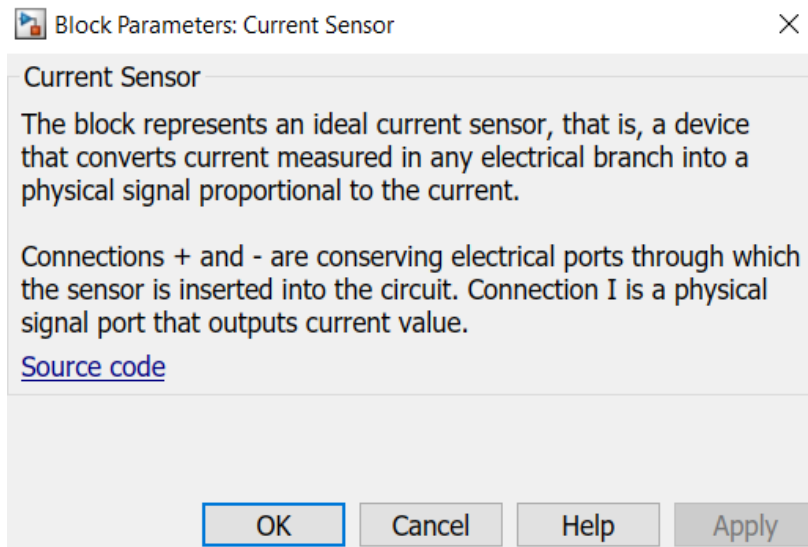 Block Parameters: Current Sensor
Current Sensor
The block represents an ideal current sensor, that is, a device
that converts current measured in any electrical branch into a
physical signal proportional to the current.
Connections + and - are conserving electrical ports through which
the sensor is inserted into the circuit. Connection I is a physical
signal port that outputs current value.
Source code
OK Cancel Help Apply